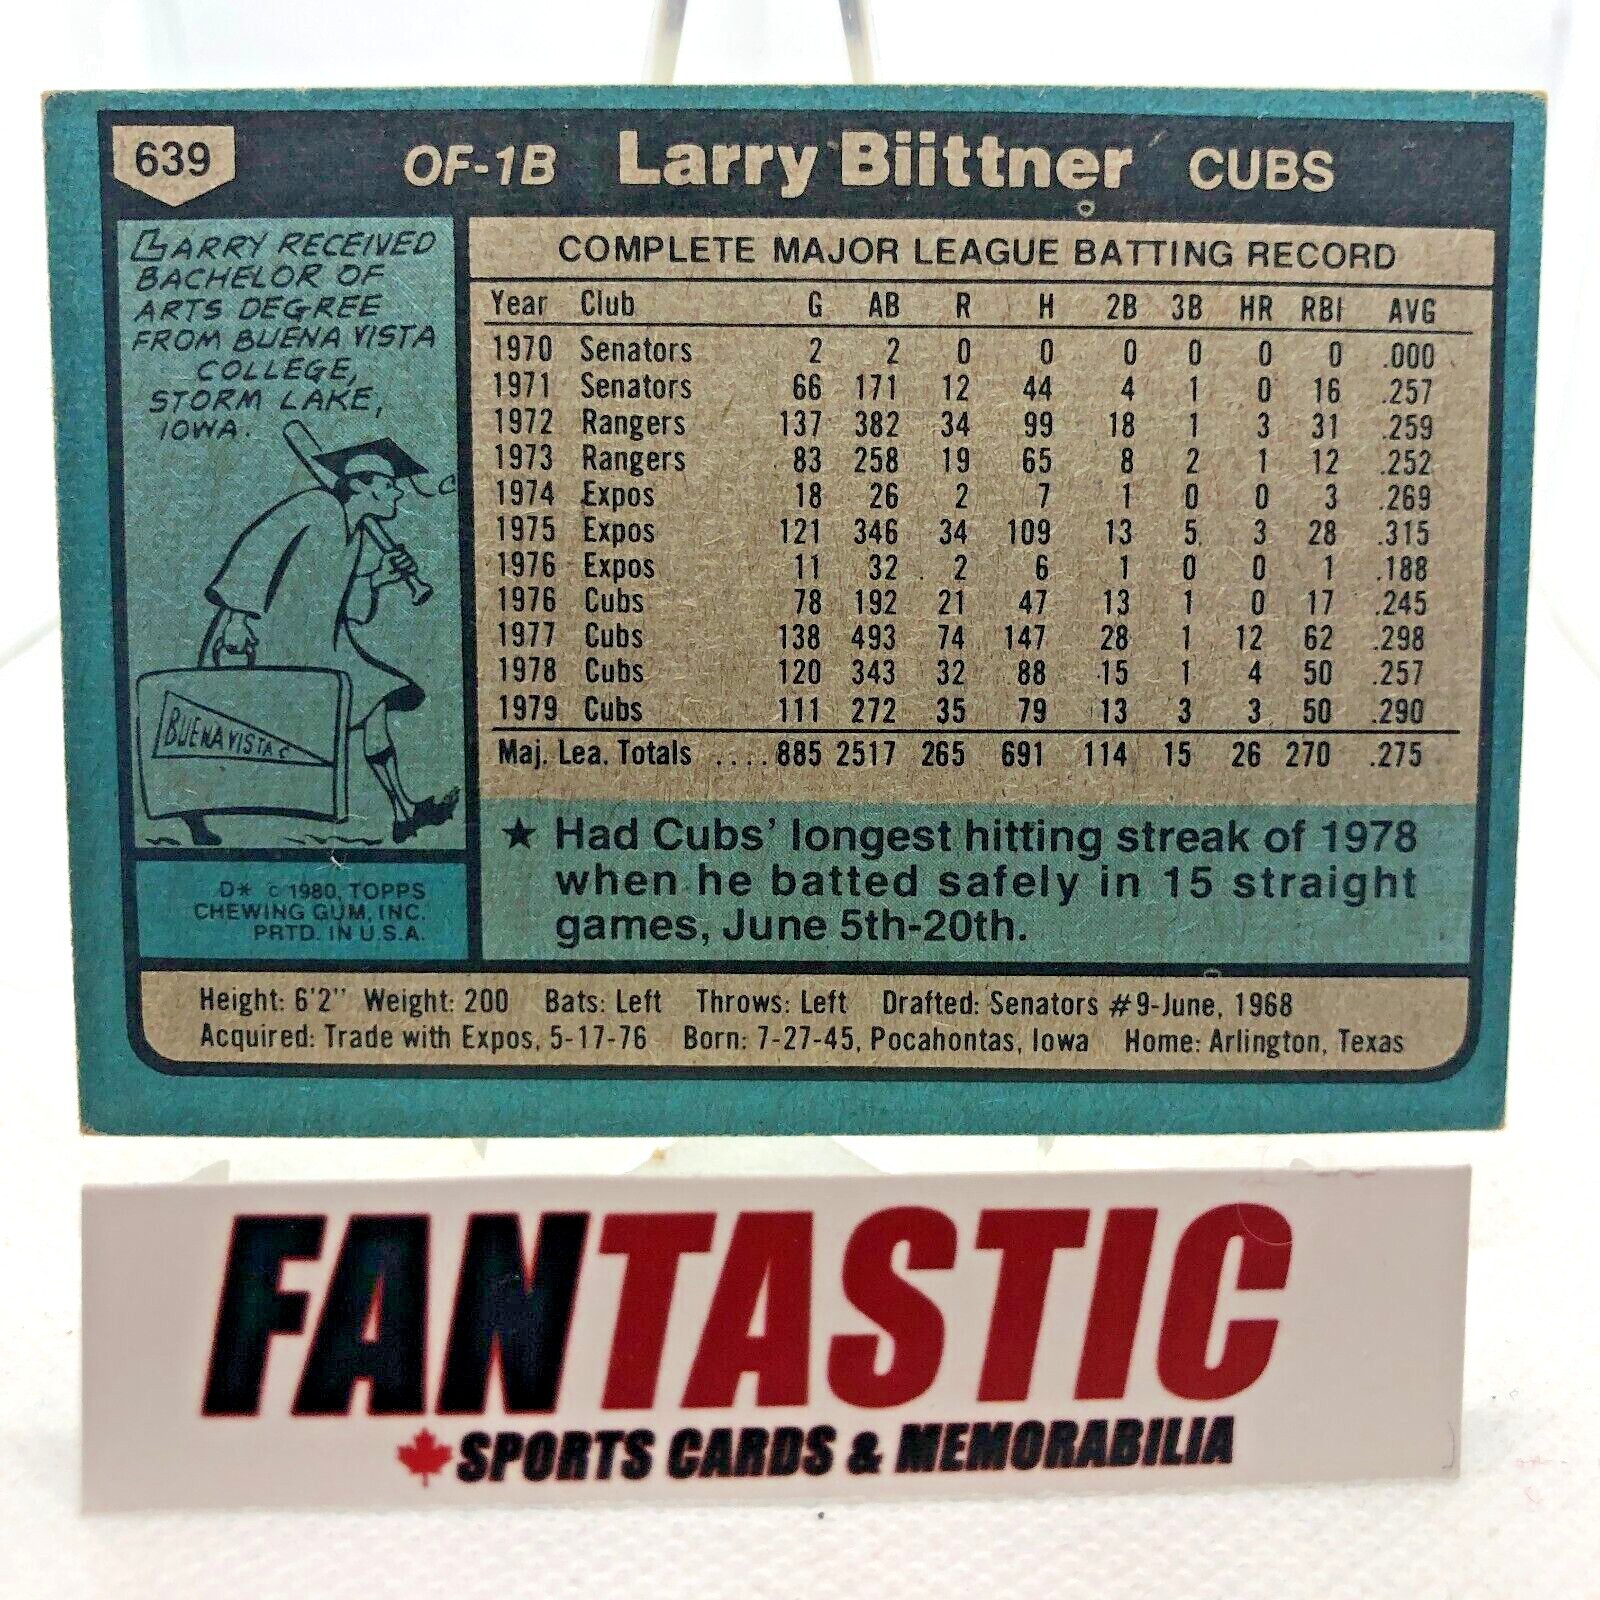 639 OF-1B Larry Biittner CUBS
LARRY RECEIVED
BACHELOR OF
ARTS DEGREE
FROM BUENA VISTA
COLLEGE,
STORM LAKE,
IOWA.
BUENA VISTA C
D* © 1980, TOPPS
CHEWING GUM, INC.
PRTD. IN U.S.A.
COMPLETE MAJOR LEAGUE BATTING RECORD
Year Club G AB R H 2B 3B HR RBI AVG
1970 Senators 2 2 0 0 0 0 0 0 .000
1971 Senators 66 171 12 44 4 1 0 16 .257
1972 Rangers 137 382 34 99 18 1 3 31 .259
1973 Rangers 83 258 19 65 8 2 1 12 .252
1974 Expos 18 26 2 7 1 0 0 3 .269
1975 Expos 121 346 34 109 13 5 3 28 .315
1976 Expos 11 32 2 6 1 0 0 1 .188
1976 Cubs 78 192 21 47 13 1 0 17 .245
1977 Cubs 138 493 74 147 28 1 12 62 .298
1978 Cubs 120 343 32 88 15 1 4 50 .257
1979 Cubs 111 272 35 79 13 3 3 50 .290
Maj. Lea. Totals .... 885 2517 265 691 114 15 26 270 .275
★ Had Cubs' longest hitting streak of 1978
when he batted safely in 15 straight
games, June 5th-20th.
Height: 6'2" Weight: 200 Bats: Left Throws: Left Drafted: Senators #9-June, 1968
Acquired: Trade with Expos, 5-17-76 Born: 7-27-45, Pocahontas, Iowa Home: Arlington, Texas
FANTASTIC
SPORTS CARDS & MEMORABILIA